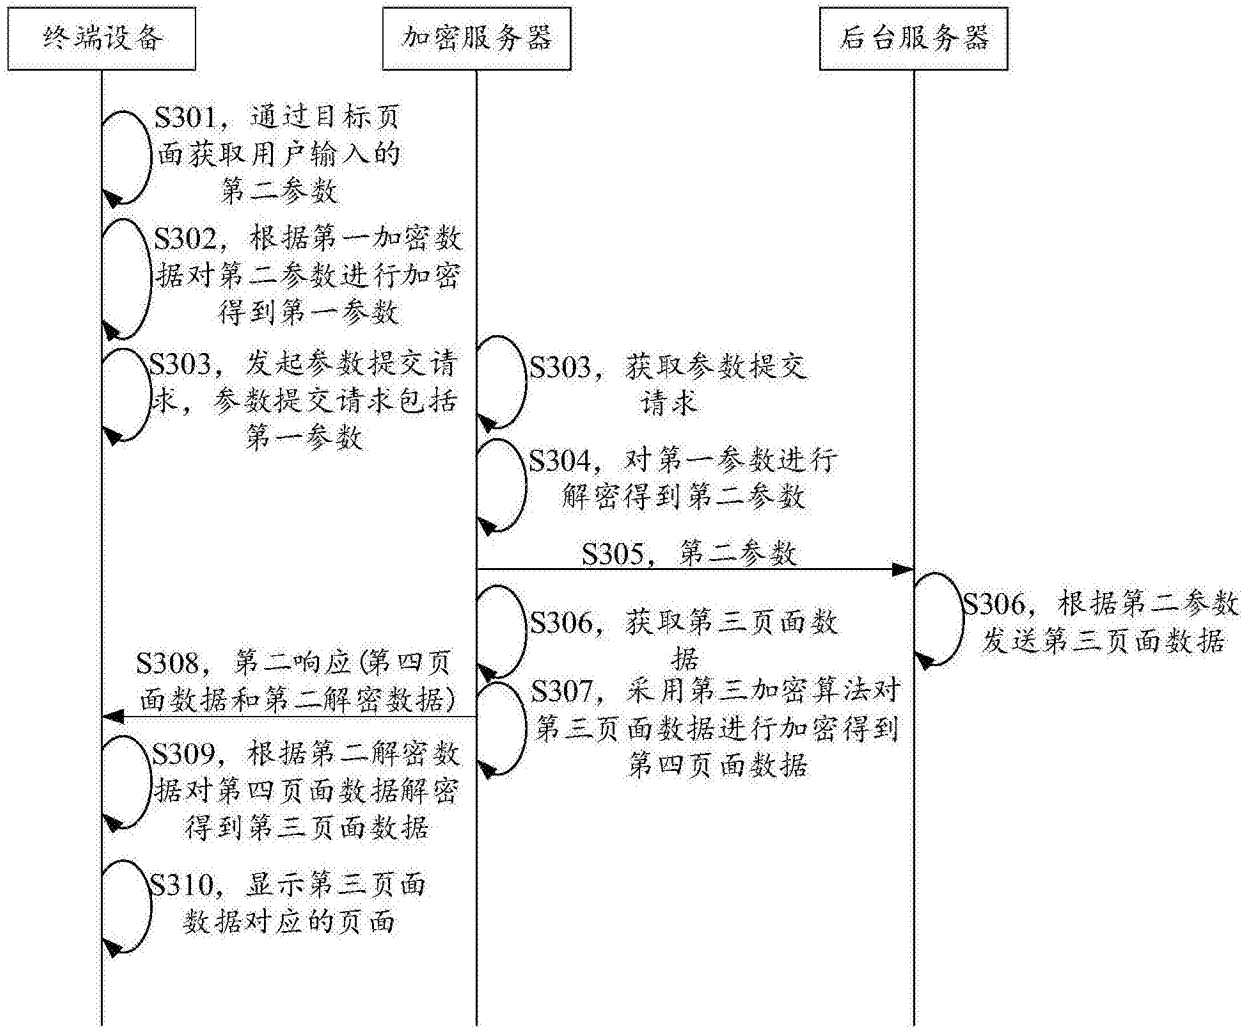 终端设备
加密服务器
后台服务器
S301，通过目标页
面获取用户输入的
第二参数
S302，根据第一加密数
据对第二参数进行加密
得到第一参数
S303，发起参数提交请
求，参数提交请求包括
第一参数
S303，获取参数提交
请求
S304，对第一参数进行
解密得到第二参数
S305，第二参数
S306，根据第二参数
发送第三页面数据
S306，获取第三页面数
据
S307，采用第三加密算法对
第三页面数据进行加密得到
第四页面数据
S308，第二响应(第四页
面数据和第二解密数据)
S309，根据第二解密数
据对第四页面数据解密
得到第三页面数据
S310，显示第三页面
数据对应的页面